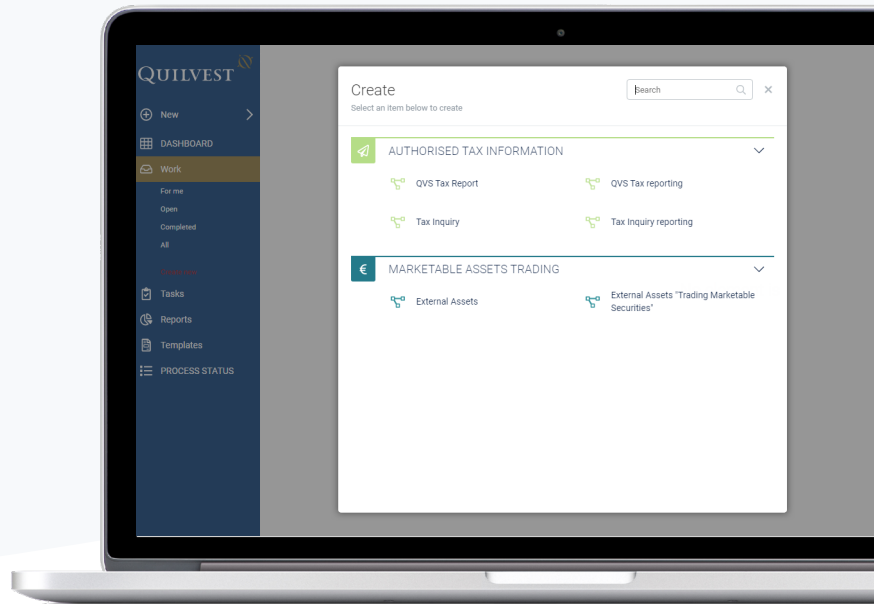 QUILVEST
New
DASHBOARD
Work
For me
Open
Completed
All
Tasks
Reports
Templates
PROCESS STATUS
Create
Search
Select an item below to create
AUTHORISED TAX INFORMATION
QVS Tax Report
QVS Tax reporting
Tax Inquiry
Tax Inquiry reporting
€ MARKETABLE ASSETS TRADING
External Assets
External Assets "Trading Marketable
Securities"